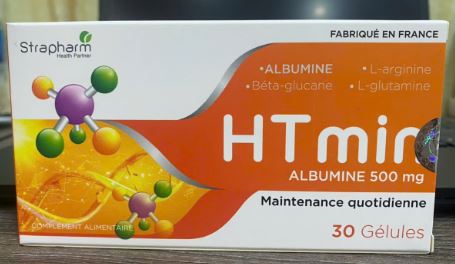 Strapharm
Health Partner
FABRIQUÉ EN FRANCE
•ALBUMINE • L-arginine
•Béta-glucane • L-glutamine
HTmin
ALBUMINE 500 mg
Maintenance quotidienne
COMPLÉMENT ALIMENTAIRE
30 Gélules